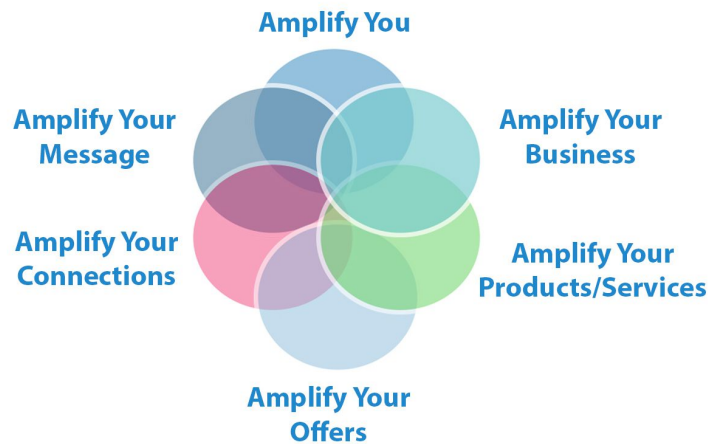 Amplify You
Amplify Your
Message
Amplify Your
Business
Amplify Your
Connections
Amplify Your
Products/Services
Amplify Your
Offers